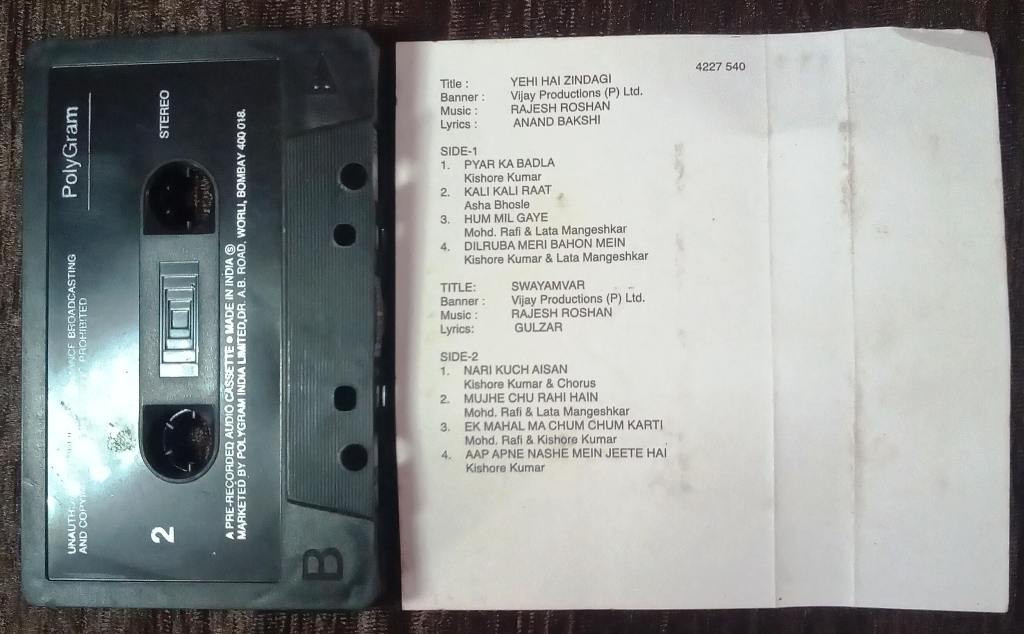 PolyGram
STEREO
UNAUTH
BROADCASTING
AND COPY
PROHIBITED
2
A PRE-RECORDED AUDIO CASSETTE ● MADE IN INDIA Ⓢ
MARKETED BY POLYGRAM INDIA LIMITED,DR. A.B. ROAD, WORLI, BOMBAY 400 018.
B
4227 540
Title : YEHI HAI ZINDAGI
Banner : Vijay Productions (P) Ltd.
Music : RAJESH ROSHAN
Lyrics : ANAND BAKSHI
SIDE-1
1. PYAR KA BADLA
Kishore Kumar
2. KALI KALI RAAT
Asha Bhosle
3. HUM MIL GAYE
Mohd. Rafi & Lata Mangeshkar
4. DILRUBA MERI BAHON MEIN
Kishore Kumar & Lata Mangeshkar
TITLE: SWAYAMVAR
Banner : Vijay Productions (P) Ltd.
Music : RAJESH ROSHAN
Lyrics: GULZAR
SIDE-2
1. NARI KUCH AISAN
Kishore Kumar & Chorus
2. MUJHE CHU RAHI HAIN
Mohd. Rafi & Lata Mangeshkar
3. EK MAHAL MA CHUM CHUM KARTI
Mohd. Rafi & Kishore Kumar
4. AAP APNE NASHE MEIN JEETE HAI
Kishore Kumar